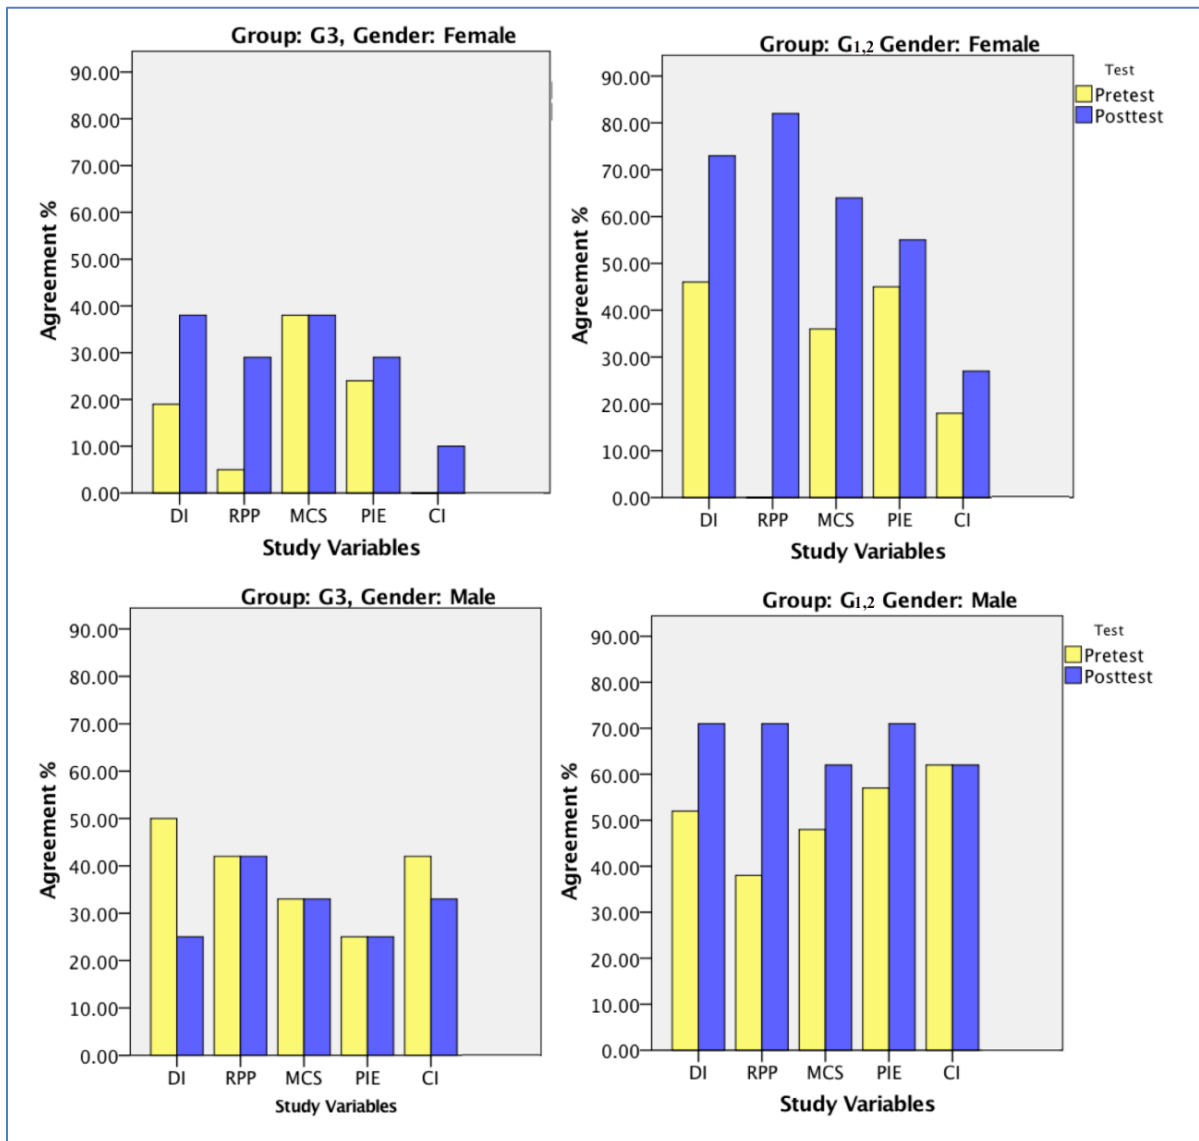 Group: G3, Gender: Female
90.00
80.00
70.00
60.00
50.00
40.00
30.00
20.00
10.00
0.00
Agreement %
DI RPP MCS PIE CI
Study Variables
Group: G1,2 Gender: Female
90.00
80.00
70.00
60.00
50.00
40.00
30.00
20.00
10.00
0.00
Agreement %
DI RPP MCS PIE CI
Study Variables
Test
Pretest
Posttest
Group: G3, Gender: Male
90.00
80.00
70.00
60.00
50.00
40.00
30.00
20.00
10.00
0.00
Agreement %
DI RPP MCS PIE CI
Study Variables
Group: G1,2 Gender: Male
90.00
80.00
70.00
60.00
50.00
40.00
30.00
20.00
10.00
0.00
Agreement %
DI RPP MCS PIE CI
Study Variables
Test
Pretest
Posttest